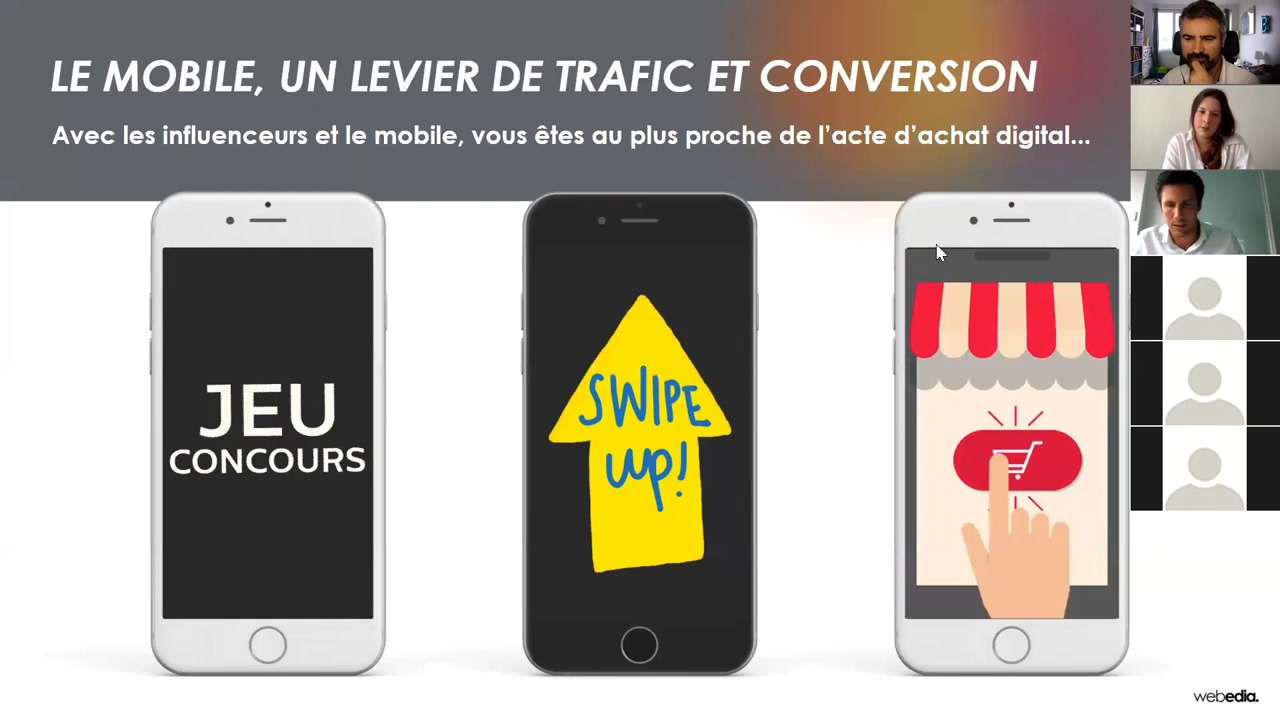 LE MOBILE, UN LEVIER DE TRAFIC ET CONVERSION
Avec les influenceurs et le mobile, vous êtes au plus proche de l’acte d’achat digital...
JEU
CONCOURS
SWIPE
up!
webedia.